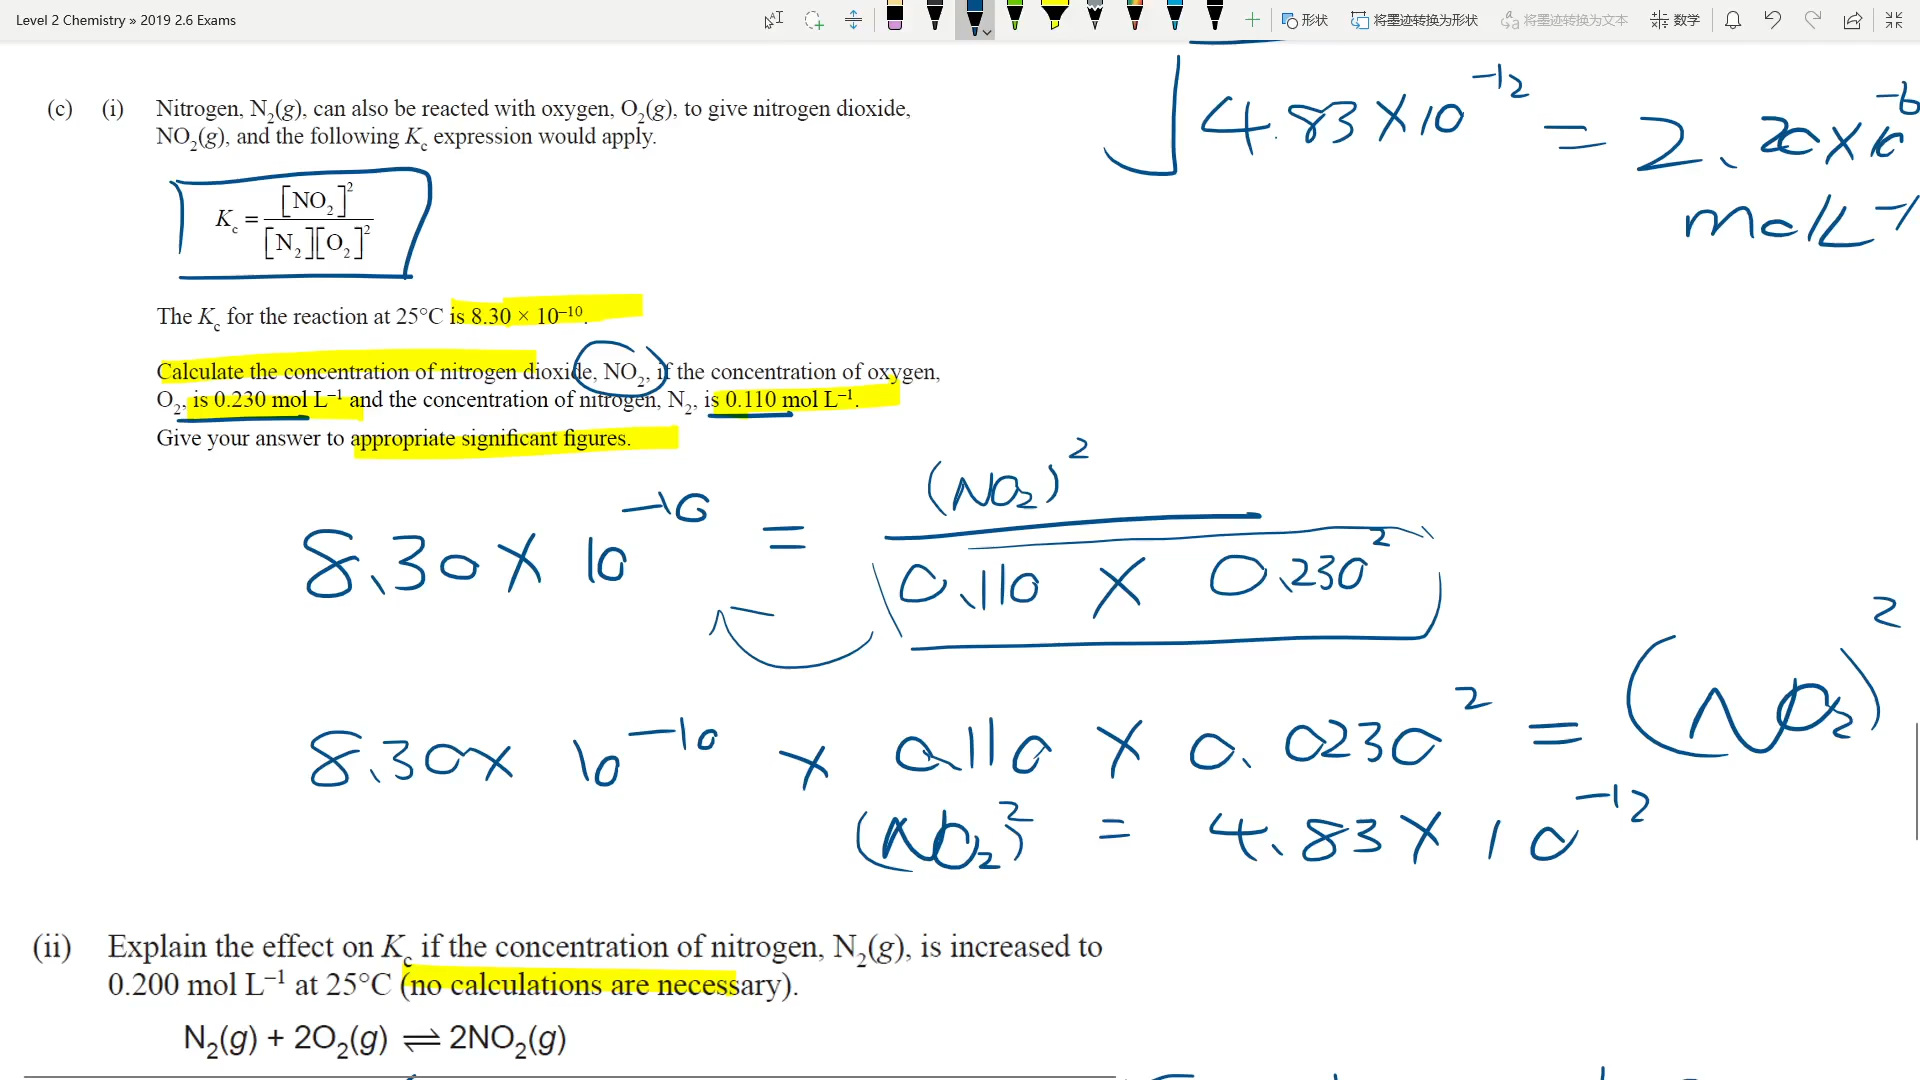 Level 2 Chemistry » 2019 2.6 Exams
形状 将墨迹转换为形状 将墨迹转换为文本 数学
(c) (i) Nitrogen, N₂(g), can also be reacted with oxygen, O₂(g), to give nitrogen dioxide,
NO₂(g), and the following K꜀ expression would apply.
K꜀ = [NO₂]² / [N₂][O₂]²
√4.83 × 10⁻¹² = 2.20 × 10⁻⁶
mol L⁻¹
The K꜀ for the reaction at 25°C is 8.30 × 10⁻¹⁰.
Calculate the concentration of nitrogen dioxide, NO₂, if the concentration of oxygen,
O₂, is 0.230 mol L⁻¹ and the concentration of nitrogen, N₂, is 0.110 mol L⁻¹.
Give your answer to appropriate significant figures.
8.30 × 10⁻¹⁰ = (NO₂)² / 0.110 × 0.230²
8.30 × 10⁻¹⁰ × 0.110 × 0.0230² = (NO₂)²
(NO₂)² = 4.83 × 10⁻¹²
(ii) Explain the effect on K꜀ if the concentration of nitrogen, N₂(g), is increased to
0.200 mol L⁻¹ at 25°C (no calculations are necessary).
N₂(g) + 2O₂(g) ⇌ 2NO₂(g)